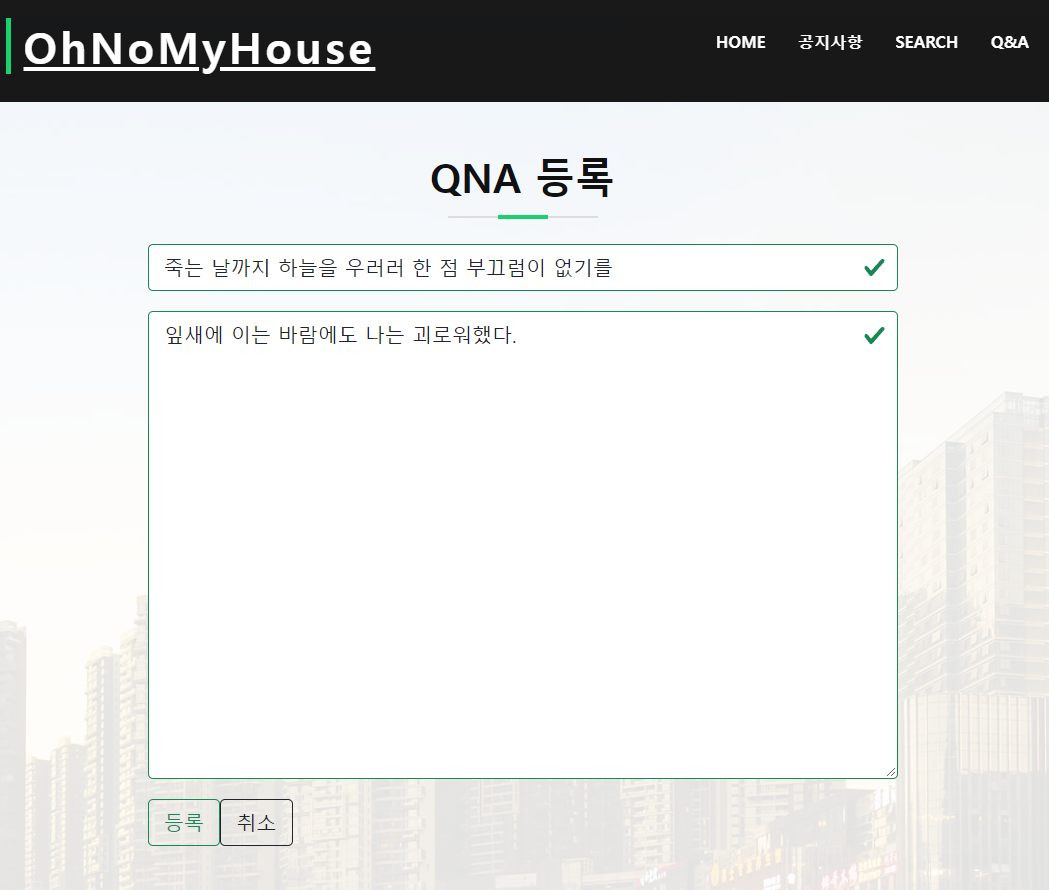 OhNoMyHouse
HOME 공지사항 SEARCH Q&A
QNA 등록
죽는 날까지 하늘을 우러러 한 점 부끄럼이 없기를
잎새에 이는 바람에도 나는 괴로워했다.
등록 취소